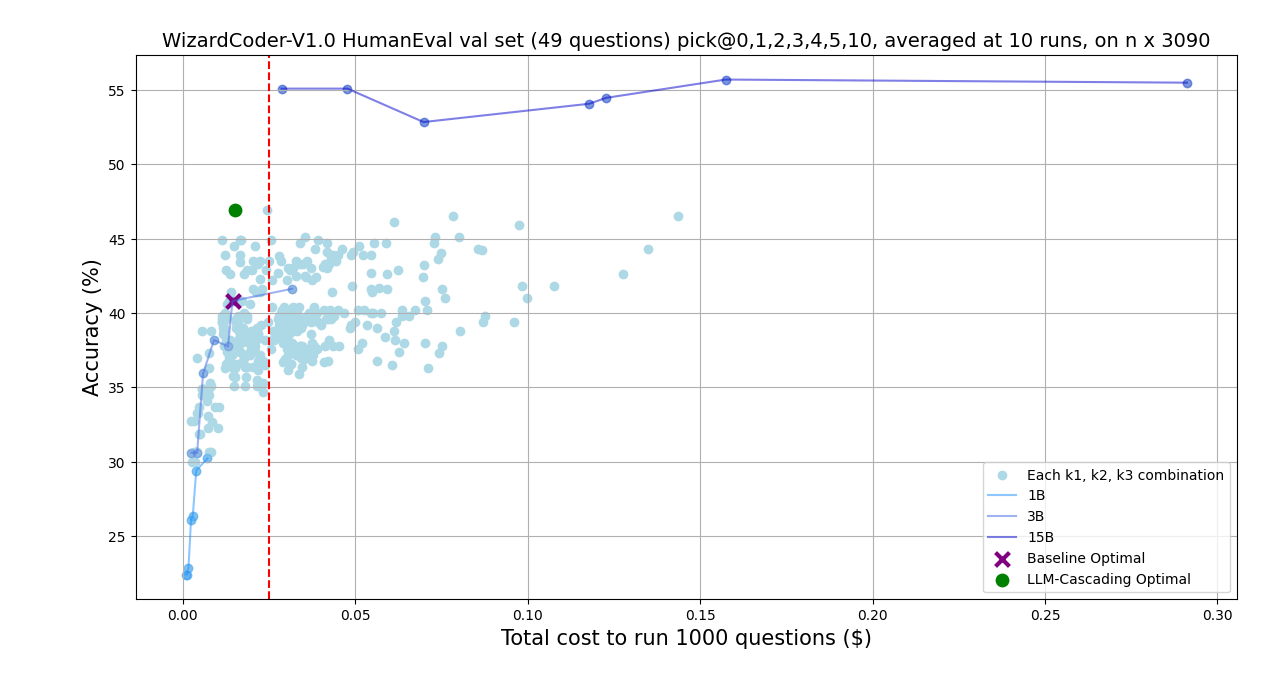 WizardCoder-V1.0 HumanEval val set (49 questions) pick@0,1,2,3,4,5,10, averaged at 10 runs, on n x 3090
Accuracy (%)
55
50
45
40
35
30
25
Each k1, k2, k3 combination
1B
3B
15B
Baseline Optimal
LLM-Cascading Optimal
0.00 0.05 0.10 0.15 0.20 0.25 0.30
Total cost to run 1000 questions ($)